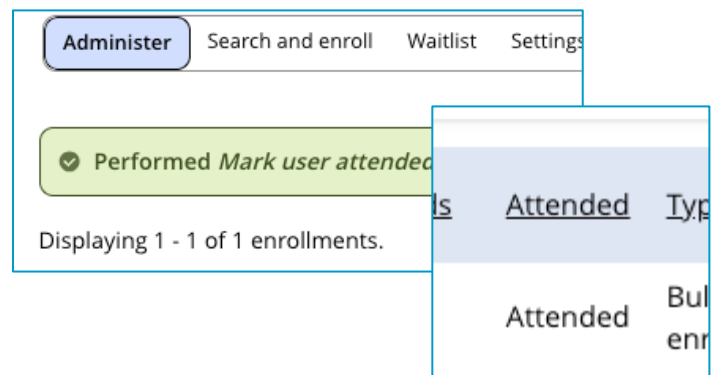 Administer Search and enroll Waitlist Settings
Performed Mark user attended
Displaying 1 - 1 of 1 enrollments.
Attended
Attended